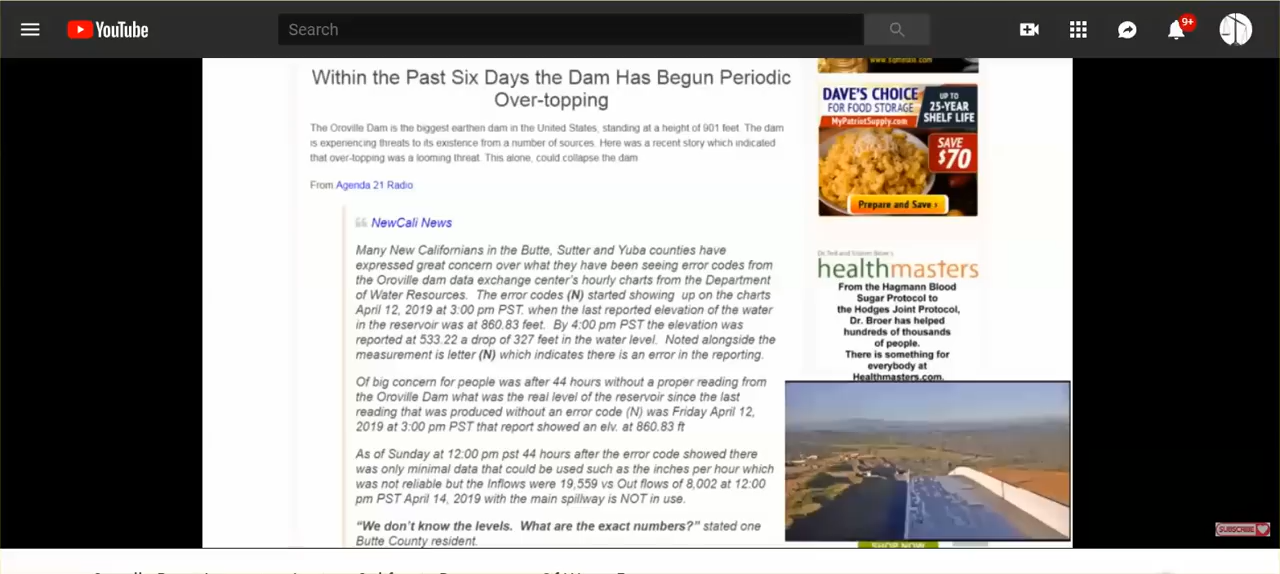 YouTube
Search
9+
Within the Past Six Days the Dam Has Begun Periodic
Over-topping
The Oroville Dam is the biggest earthen dam in the United States, standing at a height of 901 feet. The dam
is experiencing threats to its existence from a number of sources. Here was a recent story which indicated
that over-topping was a looming threat. This alone, could collapse the dam
From Agenda 21 Radio
NewCali News
Many New Californians in the Butte, Sutter and Yuba counties have
expressed great concern over what they have been seeing error codes from
the Oroville dam data exchange center's hourly charts from the Department
of Water Resources. The error codes (N) started showing up on the charts
April 12, 2019 at 3:00 pm PST. when the last reported elevation of the water
in the reservoir was at 860.83 feet. By 4:00 pm PST the elevation was
reported at 533.22 a drop of 327 feet in the water level. Noted alongside the
measurement is letter (N) which indicates there is an error in the reporting.
Of big concern for people was after 44 hours without a proper reading from
the Oroville Dam what was the real level of the reservoir since the last
reading that was produced without an error code (N) was Friday April 12,
2019 at 3:00 pm PST that report showed an elv. at 860.83 ft
As of Sunday at 12:00 pm pst 44 hours after the error code showed there
was only minimal data that could be used such as the inches per hour which
was not reliable but the Inflows were 19,559 vs Out flows of 8,002 at 12:00
pm PST April 14, 2019 with the main spillway is NOT in use.
"We don't know the levels. What are the exact numbers?" stated one
Butte County resident.
DAVE'S CHOICE
FOR FOOD STORAGE
MyPatriotSupply.com
UP TO
25-YEAR
SHELF LIFE
SAVE
$70
Prepare and Save ›
healthmasters
From the Hagmann Blood
Sugar Protocol to
the Hodges Joint Protocol,
Dr. Broer has helped
hundreds of thousands
of people.
There is something for
everybody at
Healthmasters.com.
SUBSCRIBE